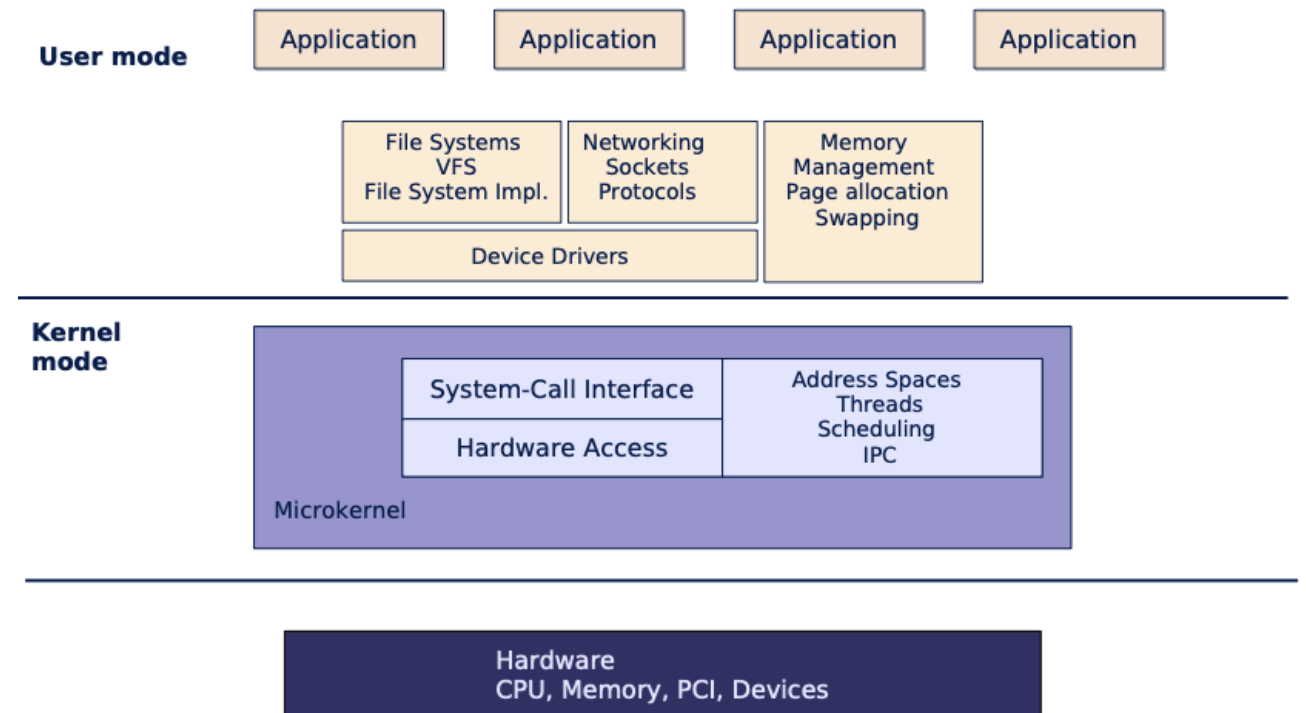 User mode
Application
Application
Application
Application
File Systems
VFS
File System Impl.
Networking
Sockets
Protocols
Memory
Management
Page allocation
Swapping
Device Drivers
Kernel
mode
System-Call Interface
Hardware Access
Address Spaces
Threads
Scheduling
IPC
Microkernel
Hardware
CPU, Memory, PCI, Devices